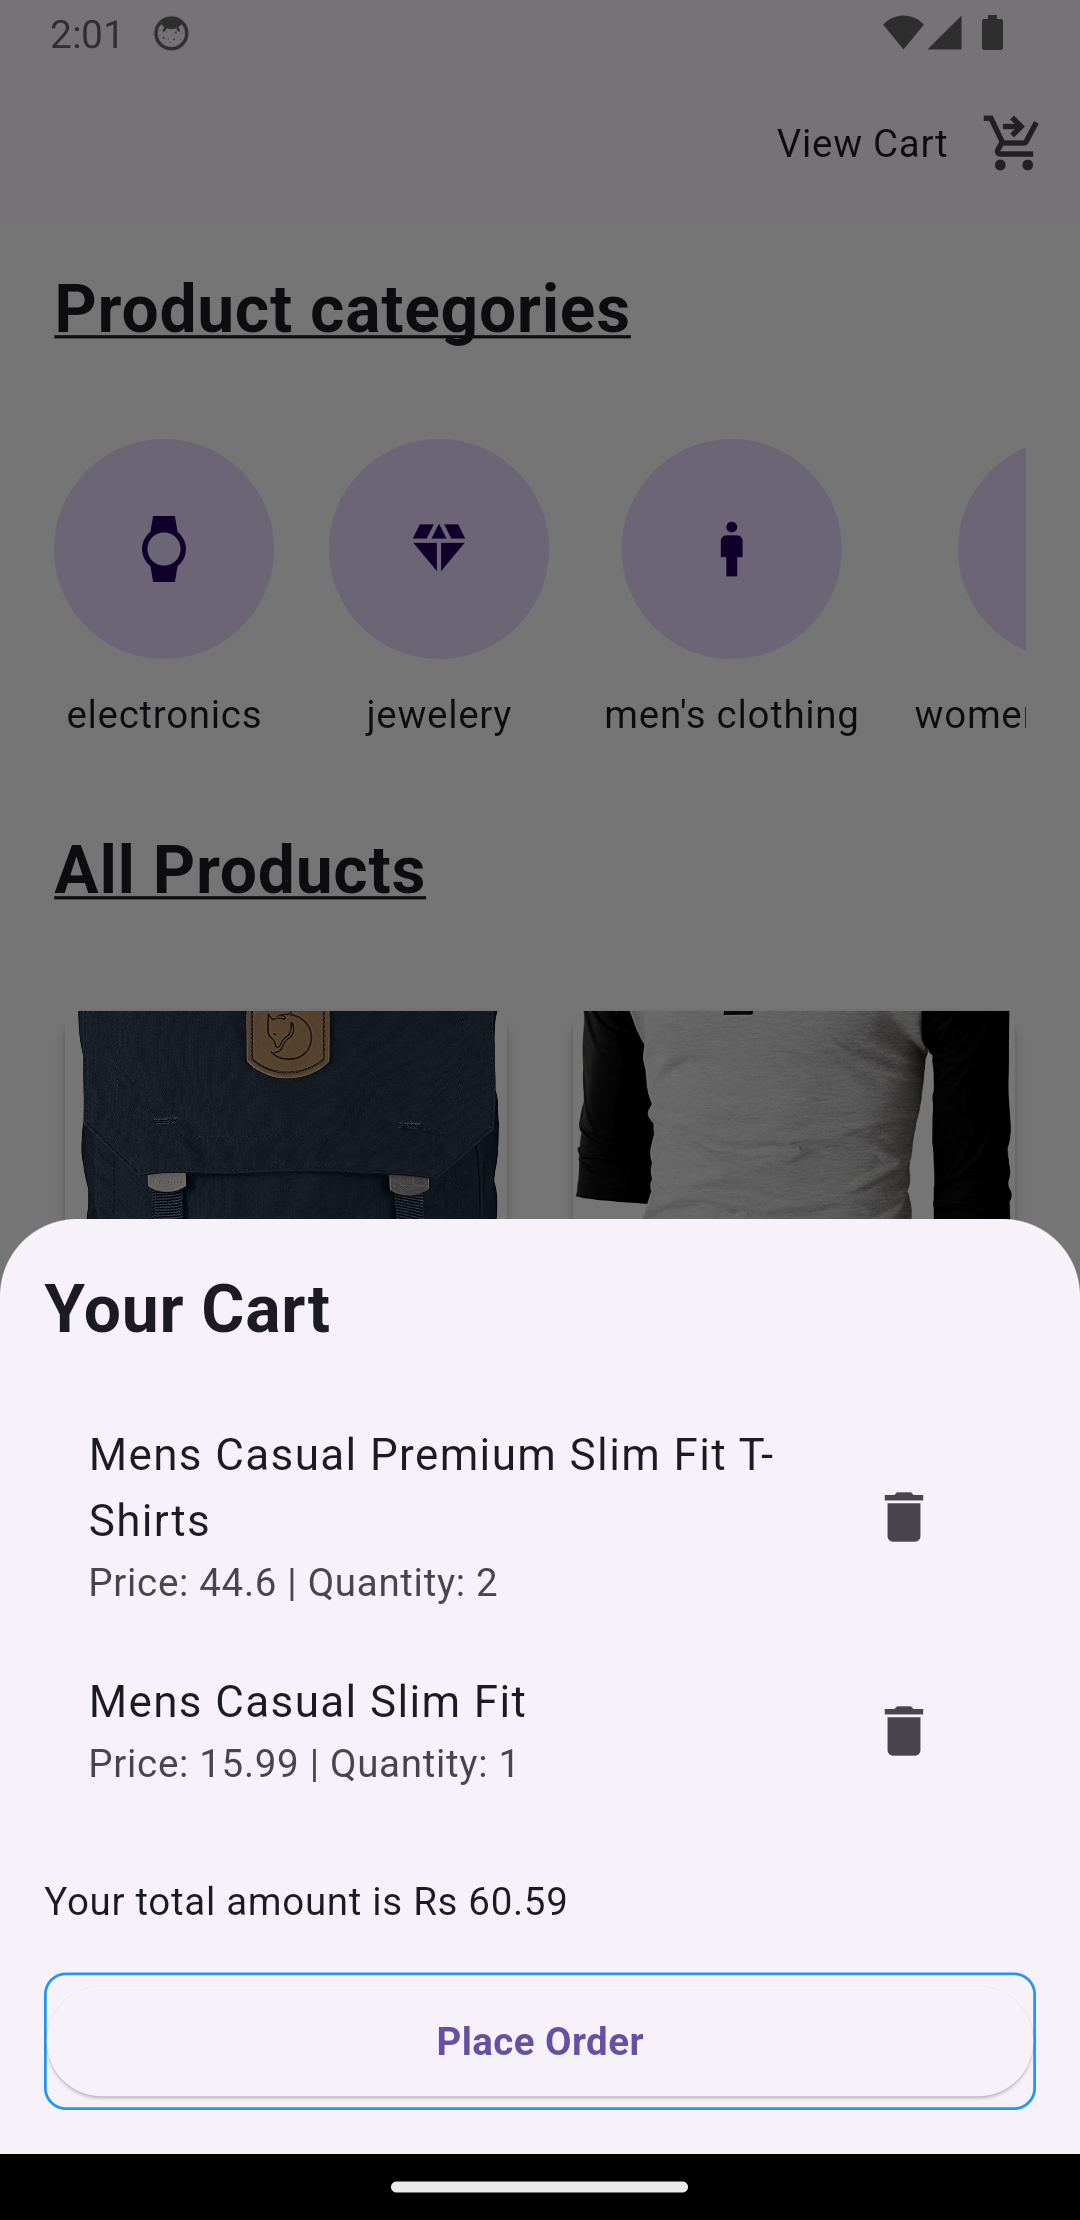 2:01
View Cart
Product categories
electronics
jewelery
men's clothing
women
All Products
Your Cart
Mens Casual Premium Slim Fit T-
Shirts
Price: 44.6 | Quantity: 2
Mens Casual Slim Fit
Price: 15.99 | Quantity: 1
Your total amount is Rs 60.59
Place Order